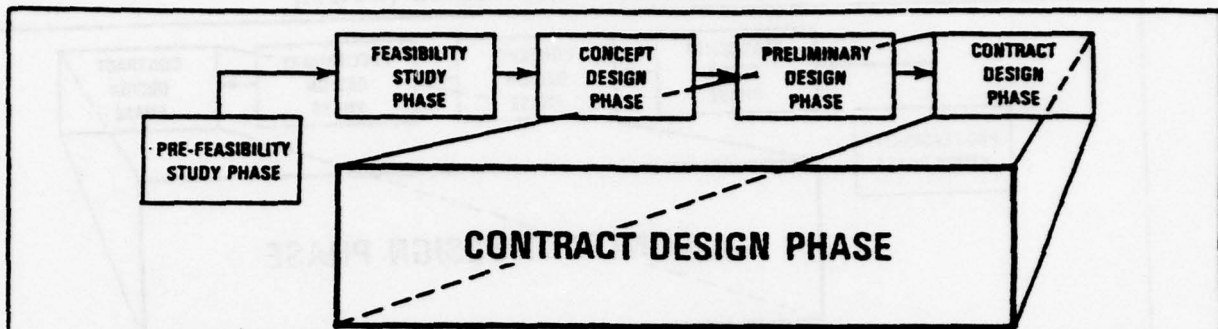 FEASIBILITY
STUDY
PHASE
CONCEPT
DESIGN
PHASE
PRELIMINARY
DESIGN
PHASE
CONTRACT
DESIGN
PHASE
PRE-FEASIBILITY
STUDY PHASE
CONTRACT DESIGN PHASE